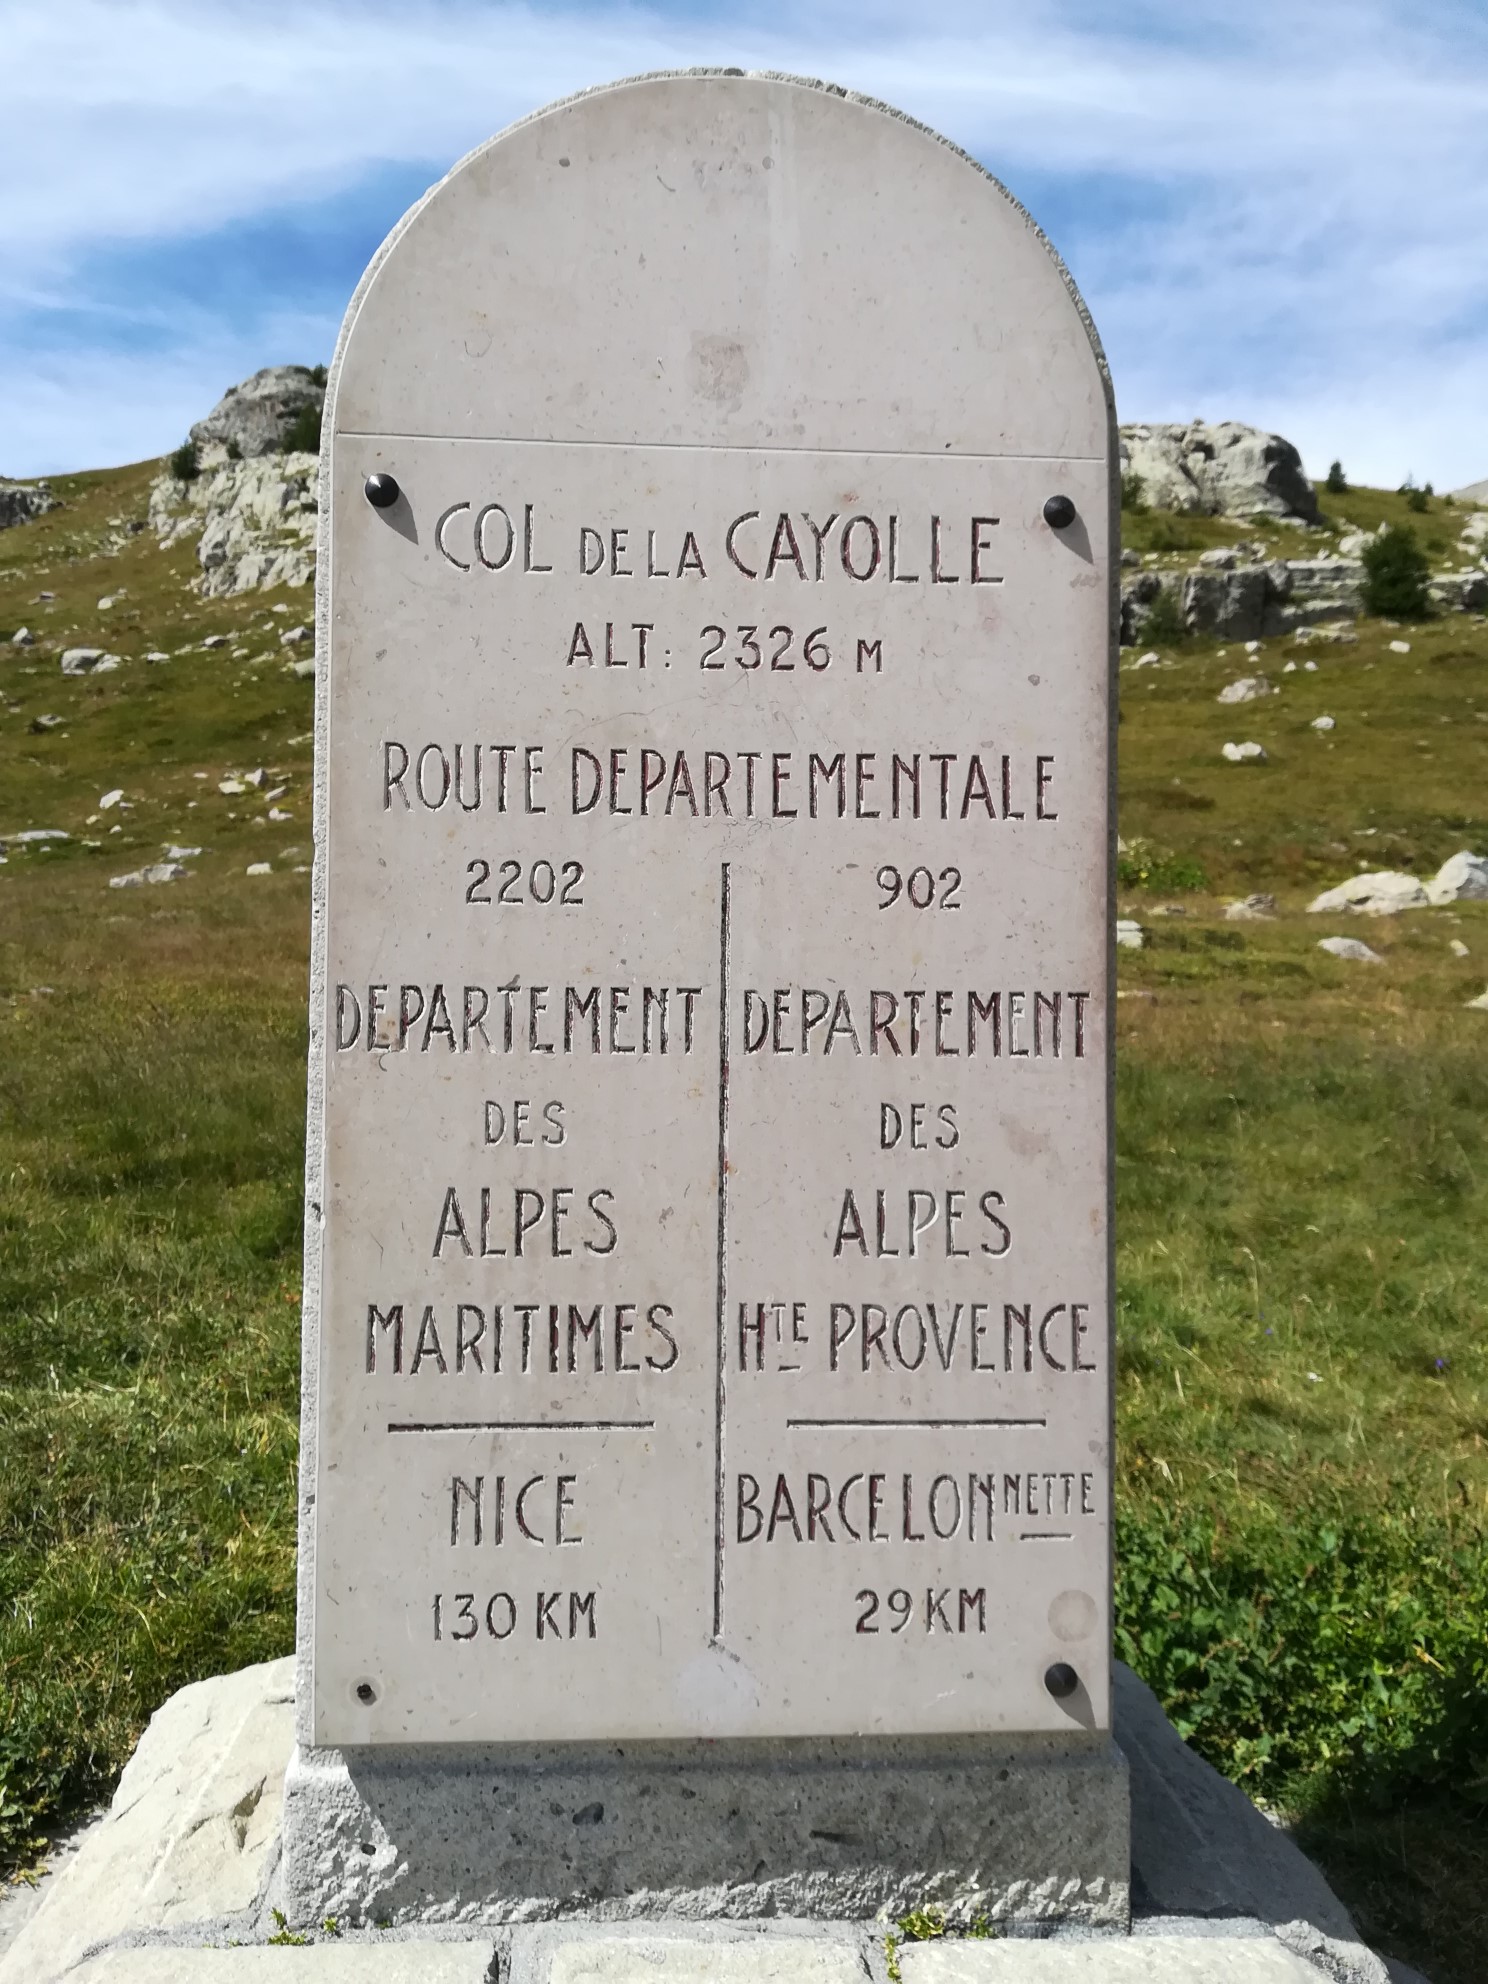 COL DE LA CAYOLLE
ALT: 2326 M
ROUTE DEPARTEMENTALE
2202
DEPARTÉMENT
DES
ALPES
MARITIMES
NICE
130 KM
902
DEPARTEMENT
DES
ALPES
HTE PROVENCE
BARCELONNETTE
29 KM